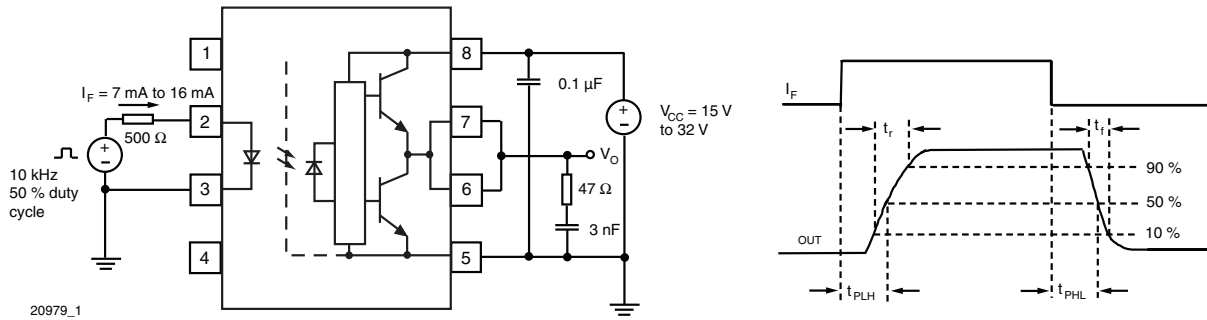 1
8
I_F = 7 mA to 16 mA
0.1 µF
2
7
500 Ω
+
-
V_CC = 15 V
to 32 V
+
-
V_O
10 kHz
50 % duty
cycle
3
6
47 Ω
3 nF
4
5
20979_1
I_F
t_r
t_f
90 %
50 %
10 %
OUT
t_PLH
t_PHL